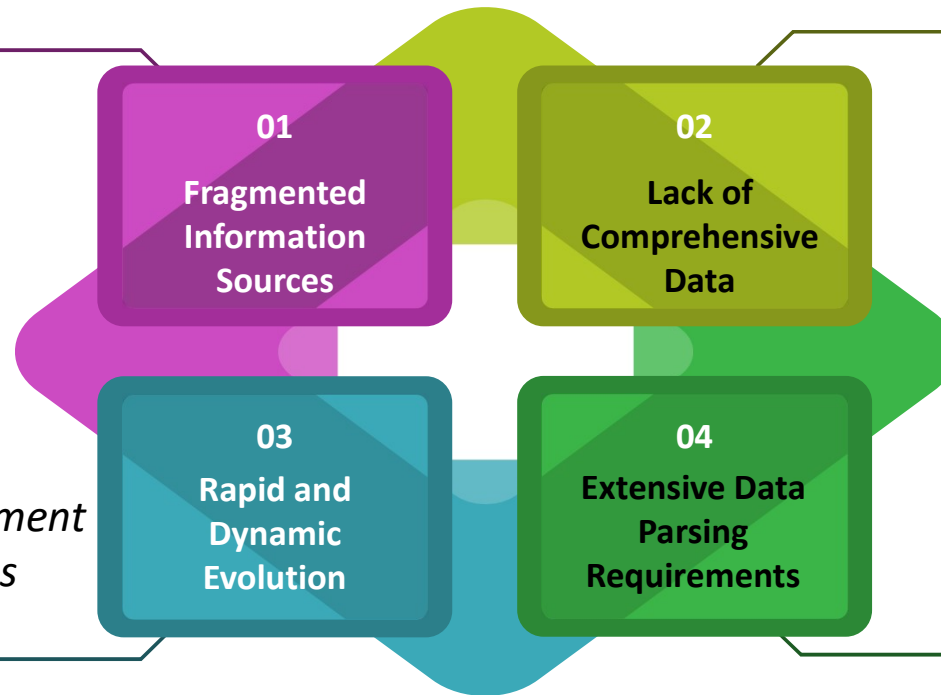 01
Fragmented
Information
Sources
02
Lack of
Comprehensive
Data
03
Rapid and
Dynamic
Evolution
04
Extensive Data
Parsing
Requirements